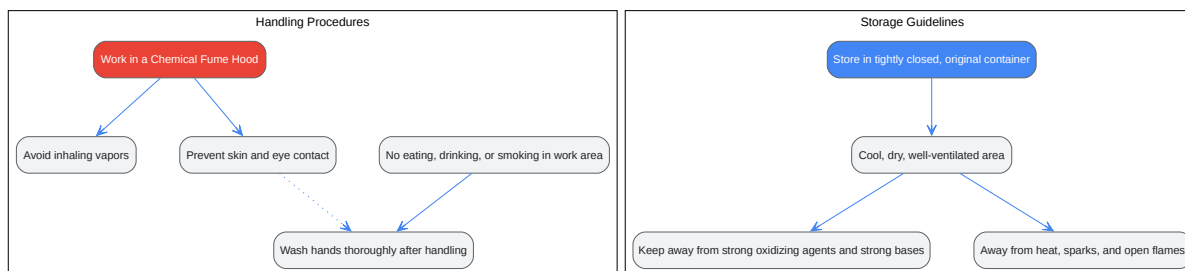 Handling Procedures
Work in a Chemical Fume Hood
Avoid inhaling vapors
Prevent skin and eye contact
No eating, drinking, or smoking in work area
Wash hands thoroughly after handling
Storage Guidelines
Store in tightly closed, original container
Cool, dry, well-ventilated area
Keep away from strong oxidizing agents and strong bases
Away from heat, sparks, and open flames